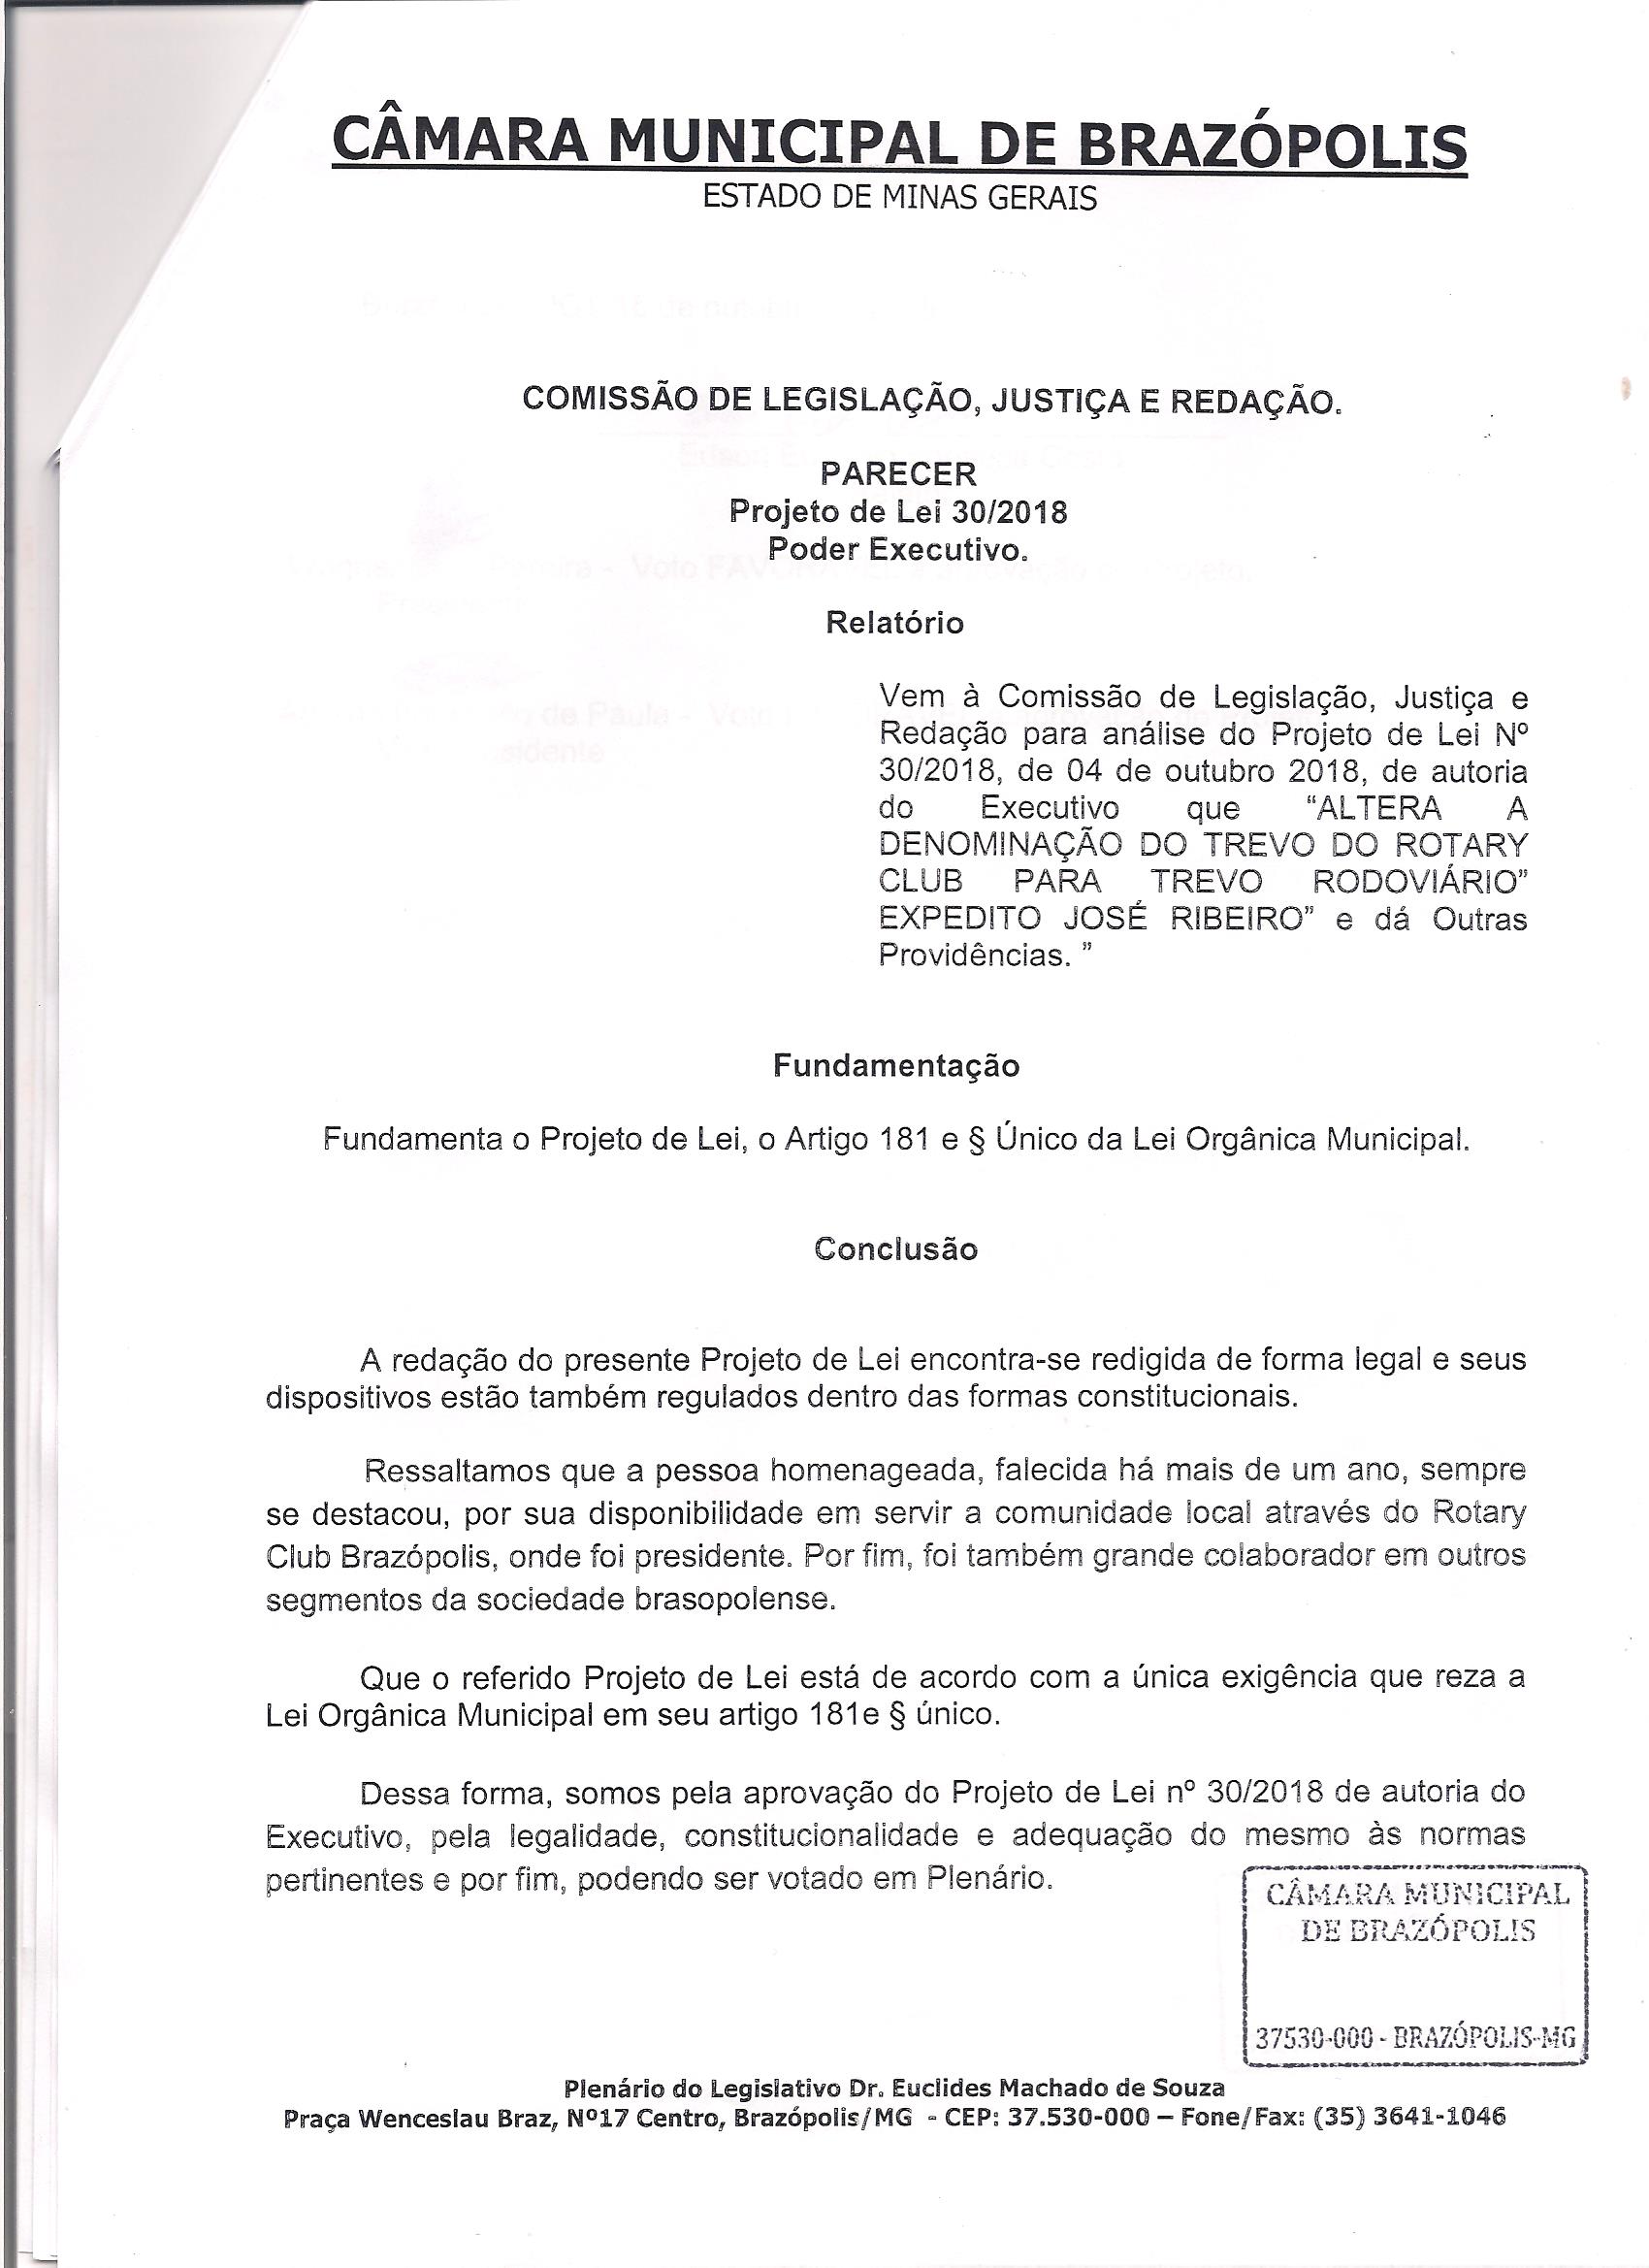 CÂMARA MUNICIPAL DE BRAZÓPOLIS
ESTADO DE MINAS GERAIS
COMISSÃO DE LEGISLAÇÃO, JUSTIÇA E REDAÇÃO.
PARECER
Projeto de Lei 30/2018
Poder Executivo.
Relatório
Vem à Comissão de Legislação, Justiça e
Redação para análise do Projeto de Lei Nº
30/2018, de 04 de outubro 2018, de autoria
do Executivo que “ALTERA A
DENOMINAÇÃO DO TREVO DO ROTARY
CLUB PARA TREVO RODOVIÁRIO”
EXPEDITO JOSÉ RIBEIRO” e dá Outras
Providências. ”
Fundamentação
Fundamenta o Projeto de Lei, o Artigo 181 e § Único da Lei Orgânica Municipal.
Conclusão
A redação do presente Projeto de Lei encontra-se redigida de forma legal e seus
dispositivos estão também regulados dentro das formas constitucionais.
Ressaltamos que a pessoa homenageada, falecida há mais de um ano, sempre
se destacou, por sua disponibilidade em servir a comunidade local através do Rotary
Club Brazópolis, onde foi presidente. Por fim, foi também grande colaborador em outros
segmentos da sociedade brasopolense.
Que o referido Projeto de Lei está de acordo com a única exigência que reza a
Lei Orgânica Municipal em seu artigo 181e § único.
Dessa forma, somos pela aprovação do Projeto de Lei nº 30/2018 de autoria do
Executivo, pela legalidade, constitucionalidade e adequação do mesmo às normas
pertinentes e por fim, podendo ser votado em Plenário.
CÂMARA MUNICIPAL
DE BRAZÓPOLIS
37530-000 - BRAZÓPOLIS-MG
Plenário do Legislativo Dr. Euclides Machado de Souza
Praça Wenceslau Braz, Nº17 Centro, Brazópolis/MG - CEP: 37.530-000 – Fone/Fax: (35) 3641-1046